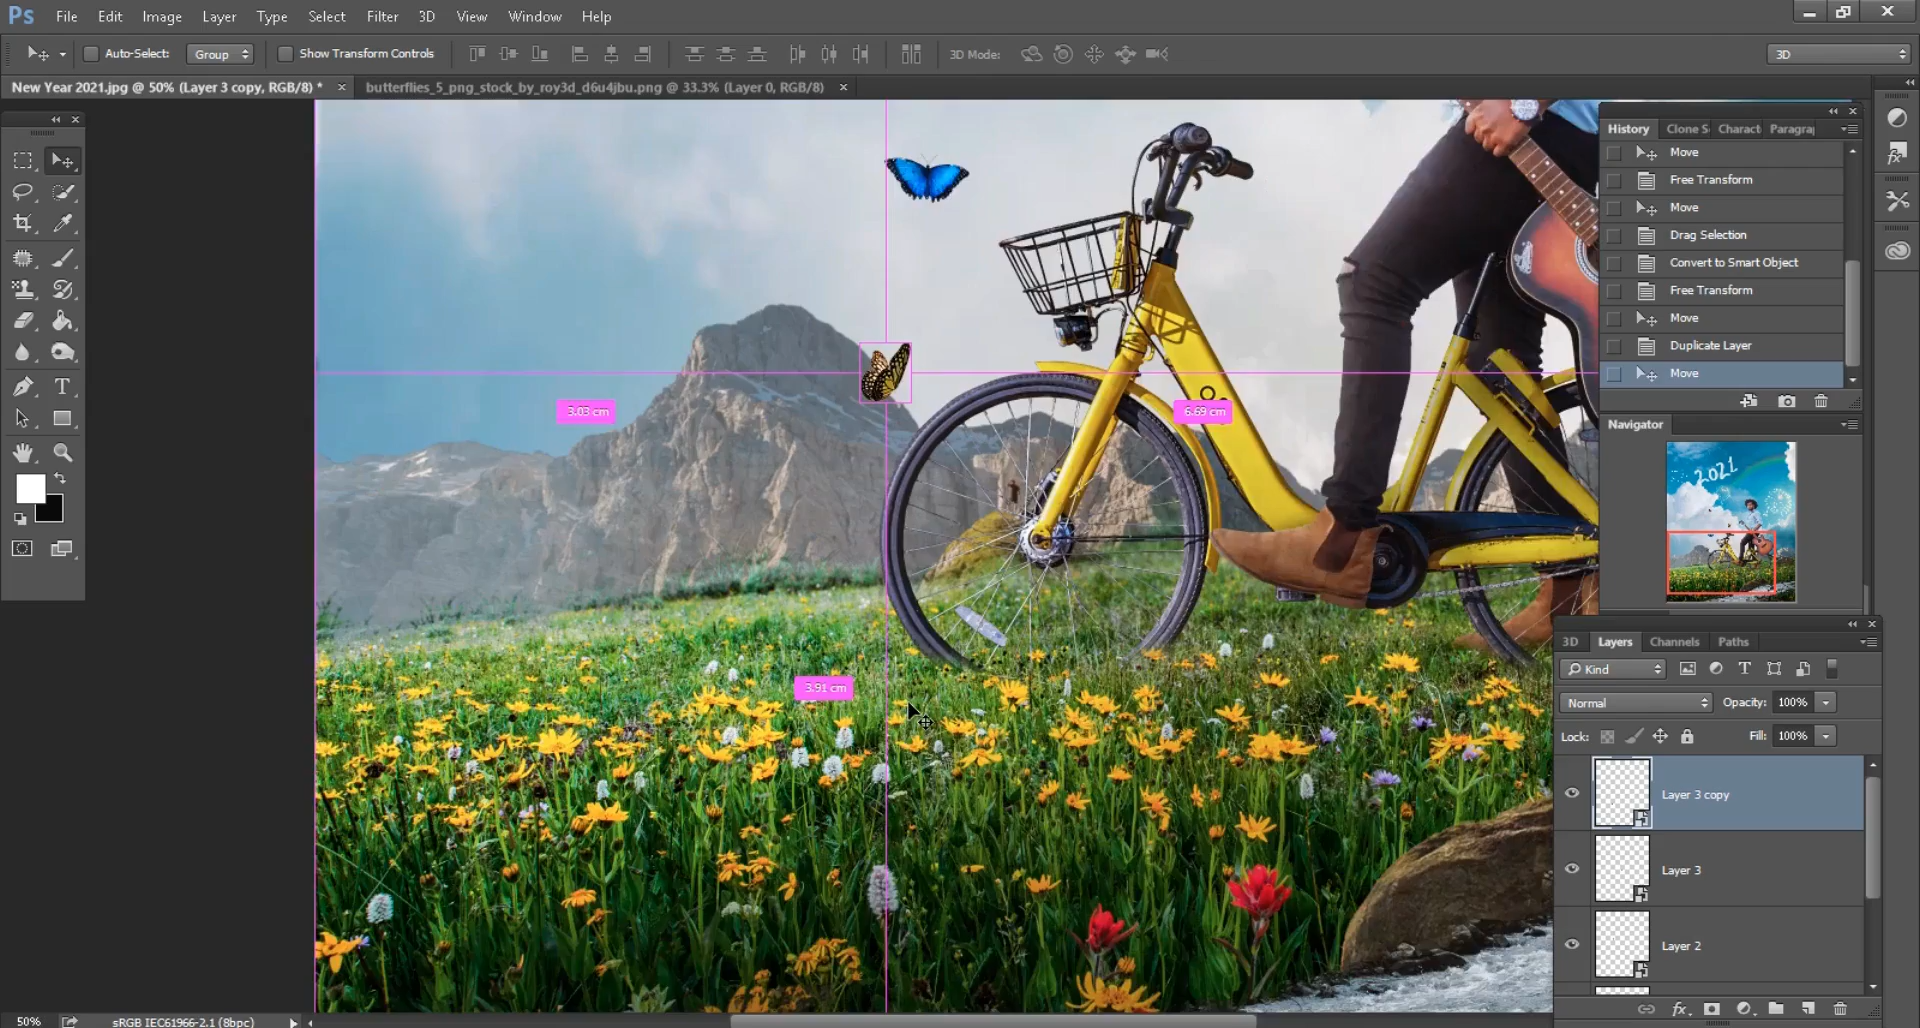 Ps File Edit Image Layer Type Select Filter 3D View Window Help
Auto-Select: Group Show Transform Controls 3D Mode: 3D
New Year 2021.jpg @ 50% (Layer 3 copy, RGB/8) * × butterflies_5_png_stock_by_roy3d_d6u4jbu.png @ 33.3% (Layer 0, RGB/8) ×
History Clone S Charact Paragra
Move
Free Transform
Move
Drag Selection
Convert to Smart Object
Free Transform
Move
Duplicate Layer
Move
3.03 cm
6.69 cm
3.91 cm
Navigator
2021
3D Layers Channels Paths
Kind
Normal Opacity: 100%
Lock: Fill: 100%
Layer 3 copy
Layer 3
Layer 2
50% sRGB IEC61966-2.1 (8bpc)